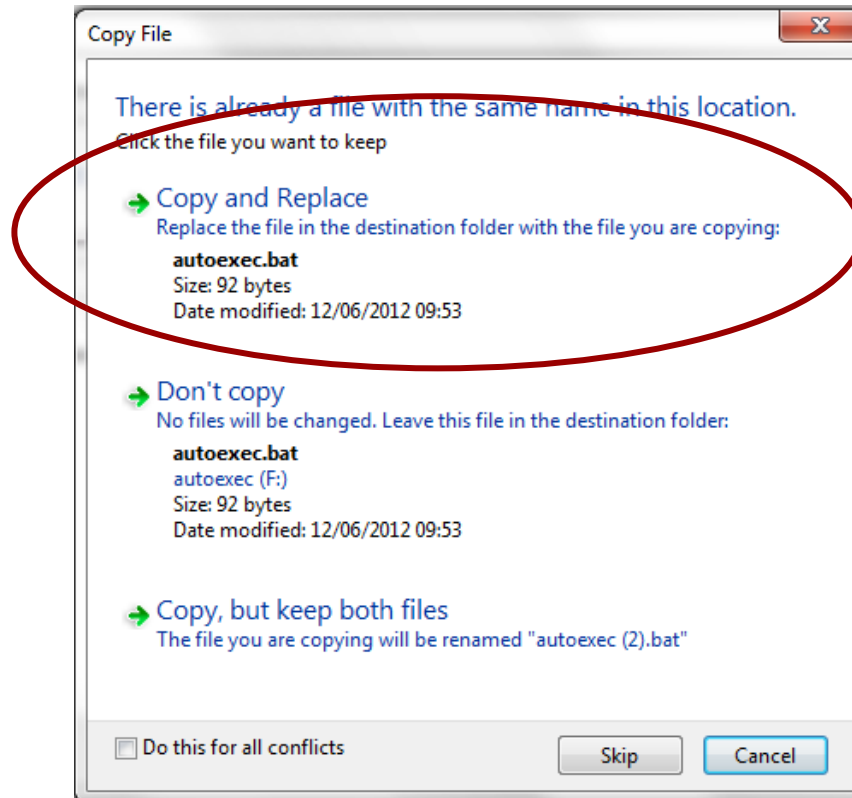 Copy File
There is already a file with the same name in this location.
Click the file you want to keep
Copy and Replace
Replace the file in the destination folder with the file you are copying:
autoexec.bat
Size: 92 bytes
Date modified: 12/06/2012 09:53
Don't copy
No files will be changed. Leave this file in the destination folder:
autoexec.bat
autoexec (F:)
Size: 92 bytes
Date modified: 12/06/2012 09:53
Copy, but keep both files
The file you are copying will be renamed "autoexec (2).bat"
Do this for all conflicts
Skip
Cancel